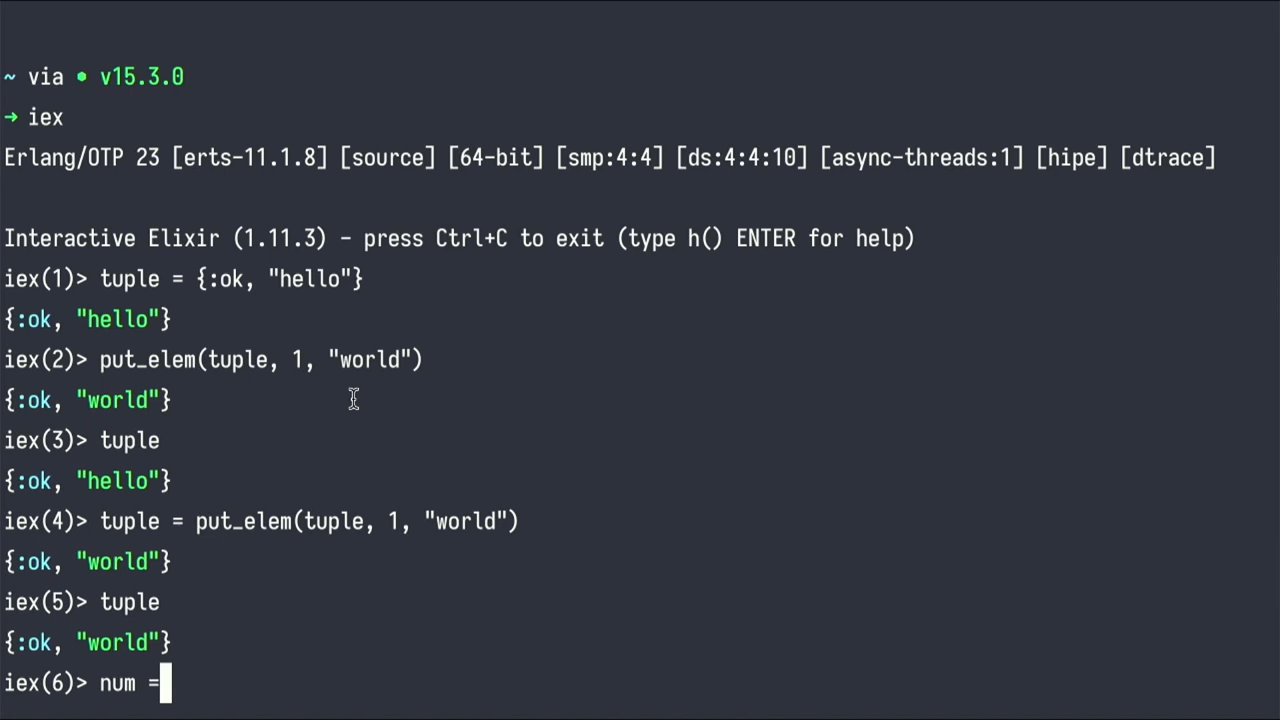 ~ via • v15.3.0
→ iex
Erlang/OTP 23 [erts-11.1.8] [source] [64-bit] [smp:4:4] [ds:4:4:10] [async-threads:1] [hipe] [dtrace]
Interactive Elixir (1.11.3) - press Ctrl+C to exit (type h() ENTER for help)
iex(1)> tuple = {:ok, "hello"}
{:ok, "hello"}
iex(2)> put_elem(tuple, 1, "world")
{:ok, "world"}
iex(3)> tuple
{:ok, "hello"}
iex(4)> tuple = put_elem(tuple, 1, "world")
{:ok, "world"}
iex(5)> tuple
{:ok, "world"}
iex(6)> num =